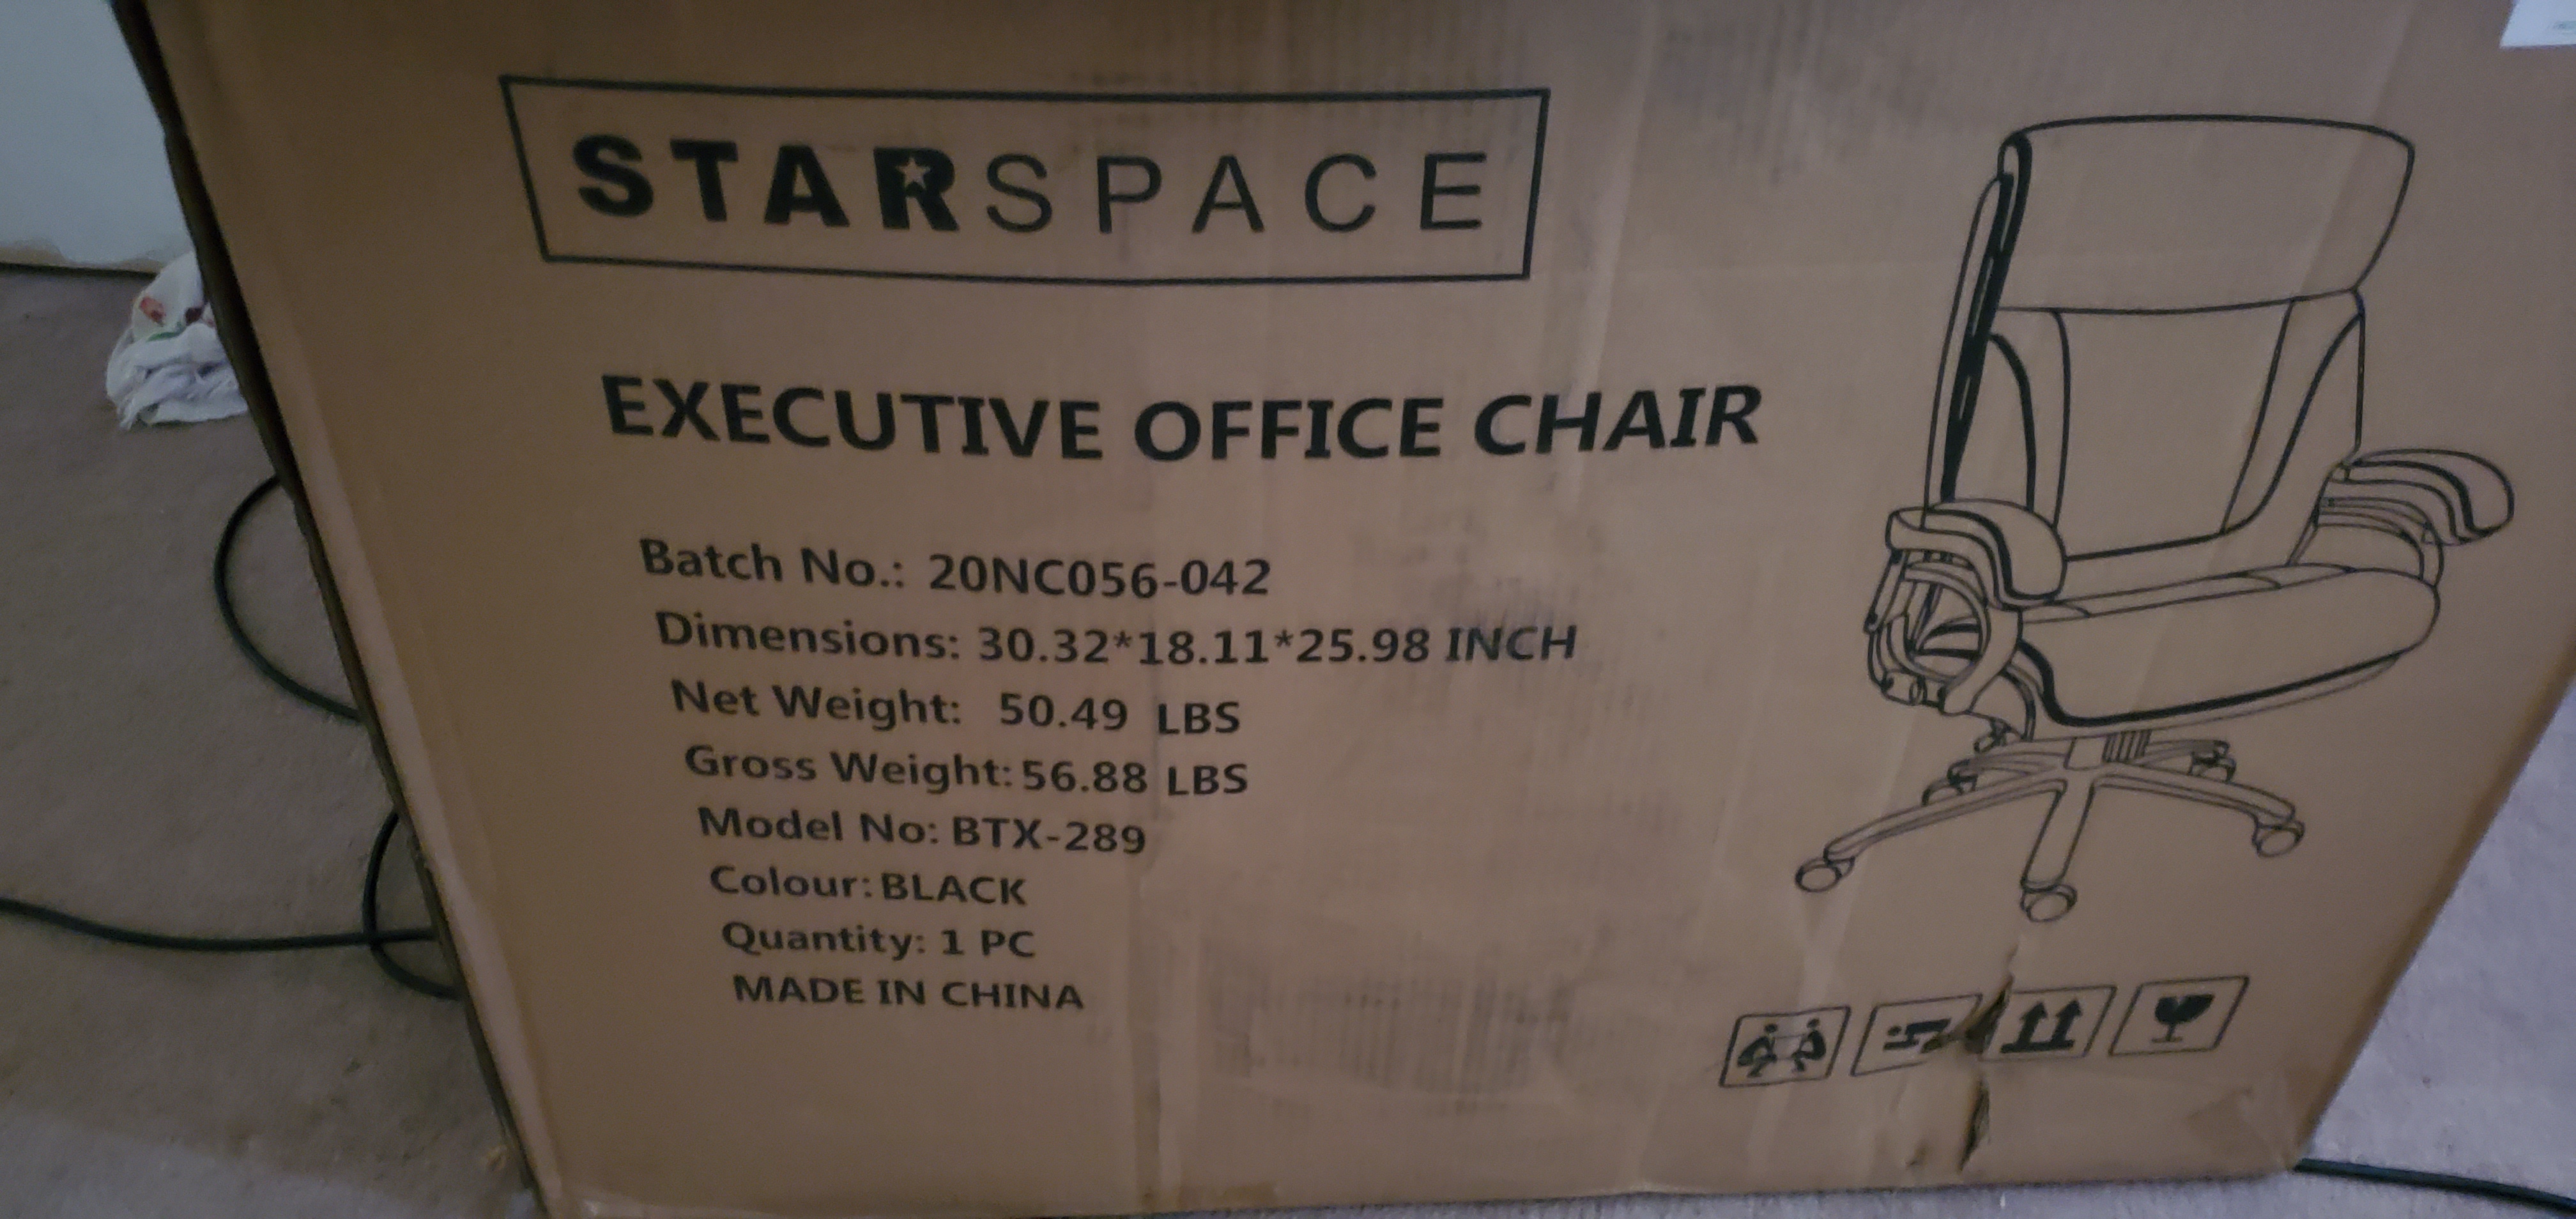 STARSPACE
EXECUTIVE OFFICE CHAIR
Batch No.: 20NC056-042
Dimensions: 30.32*18.11*25.98 INCH
Net Weight: 50.49 LBS
Gross Weight: 56.88 LBS
Model No: BTX-289
Colour: BLACK
Quantity: 1 PC
MADE IN CHINA